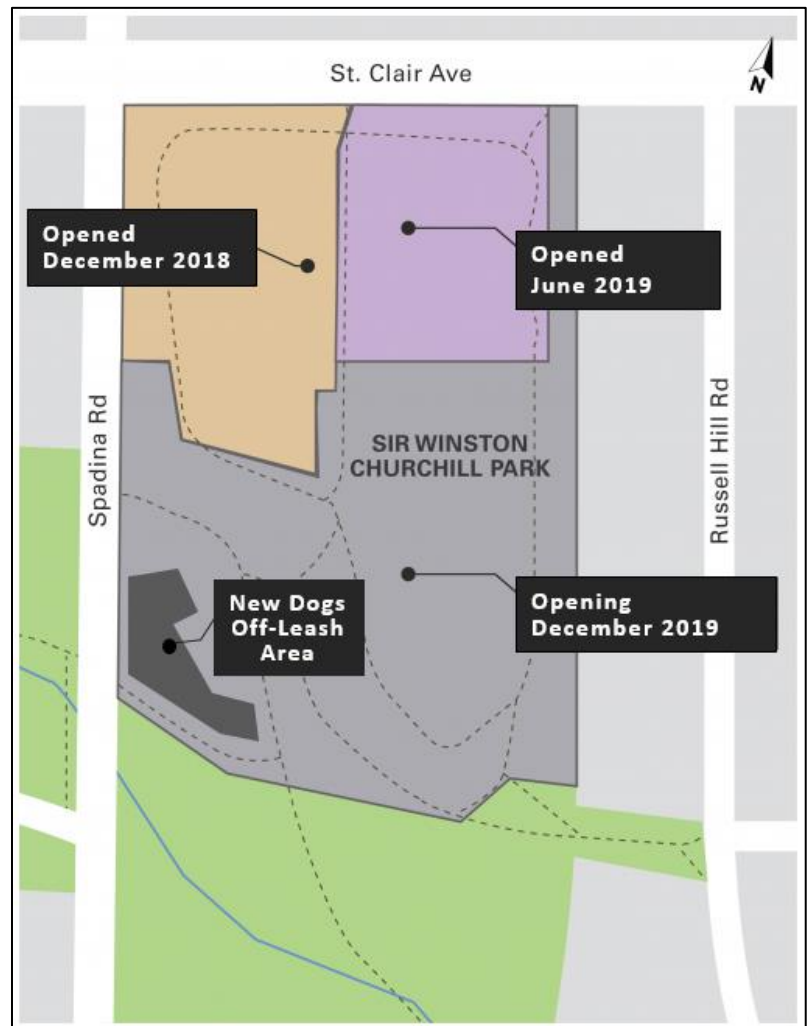 St. Clair Ave
N
Opened
December 2018
Opened
June 2019
Spadina Rd
SIR WINSTON
CHURCHILL PARK
Russell Hill Rd
New Dogs
Off-Leash
Area
Opening
December 2019